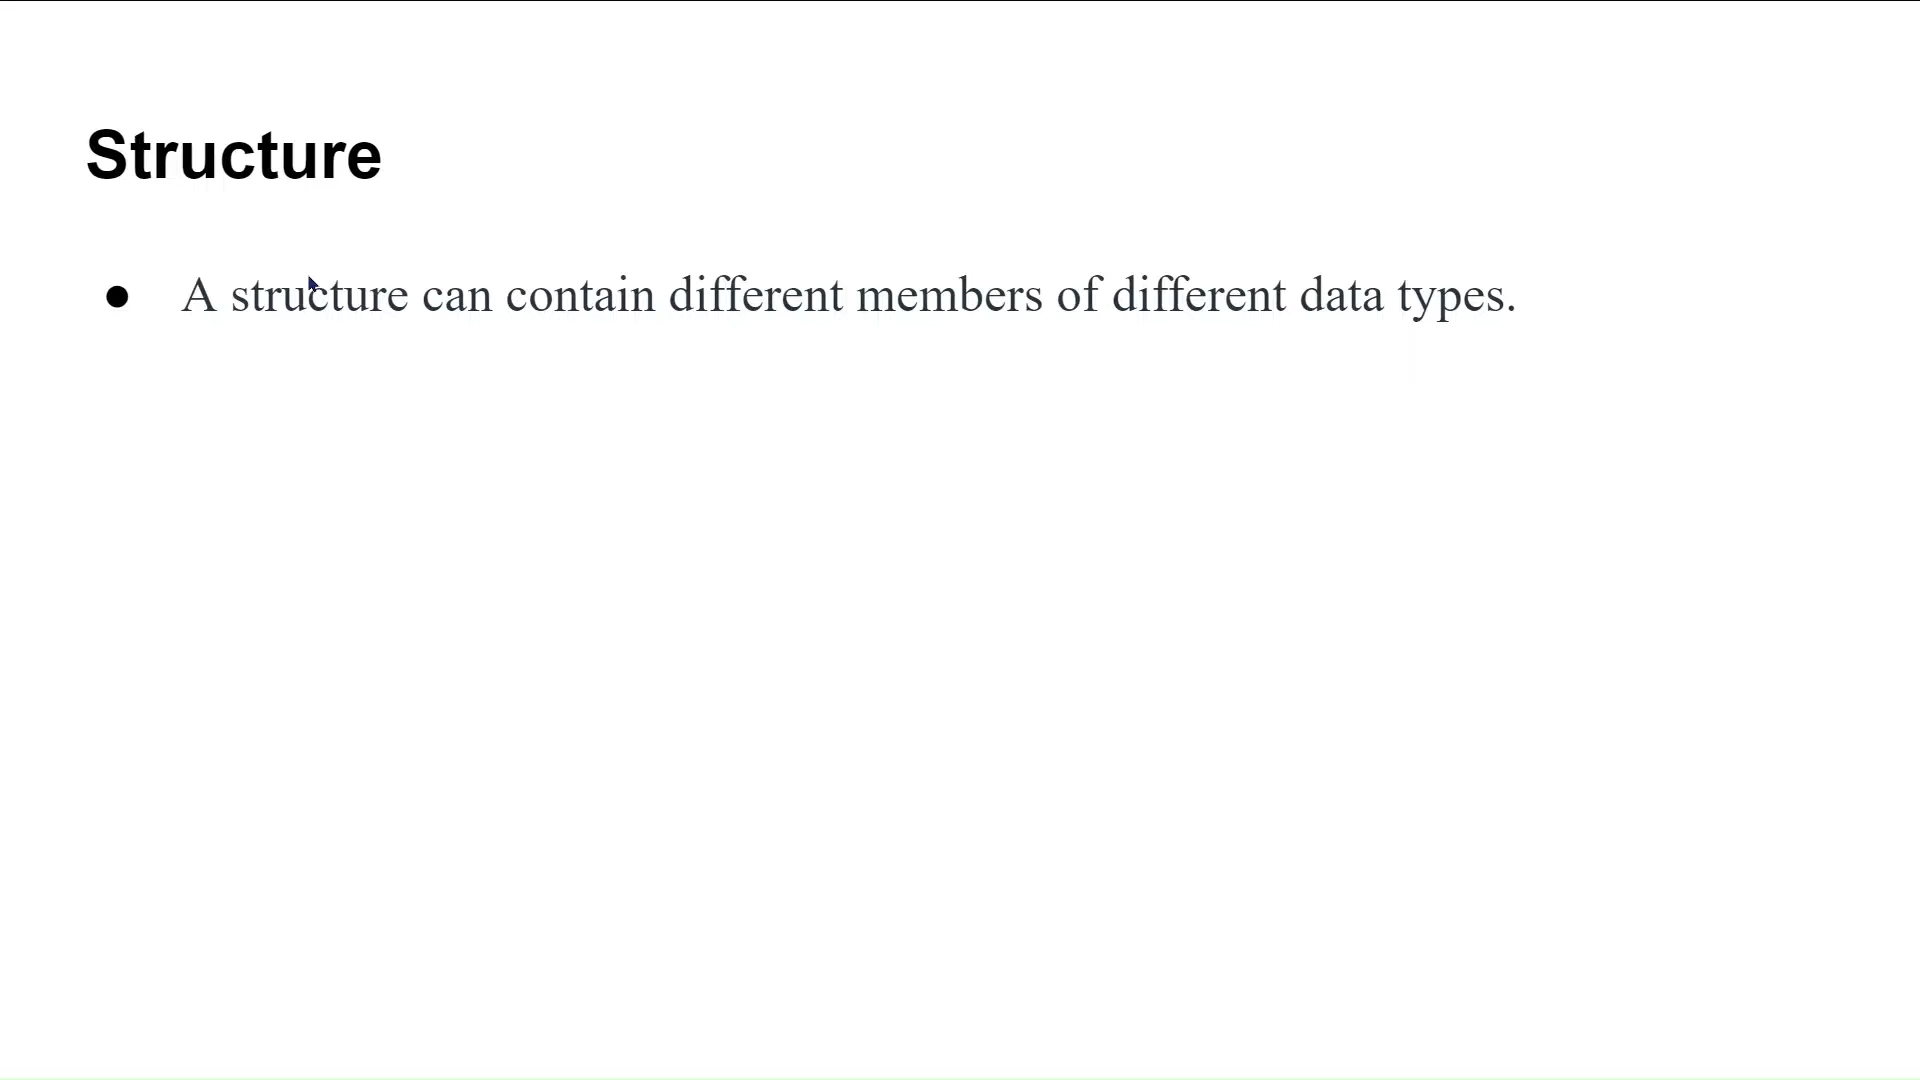 Structure
● A structure can contain different members of different data types.